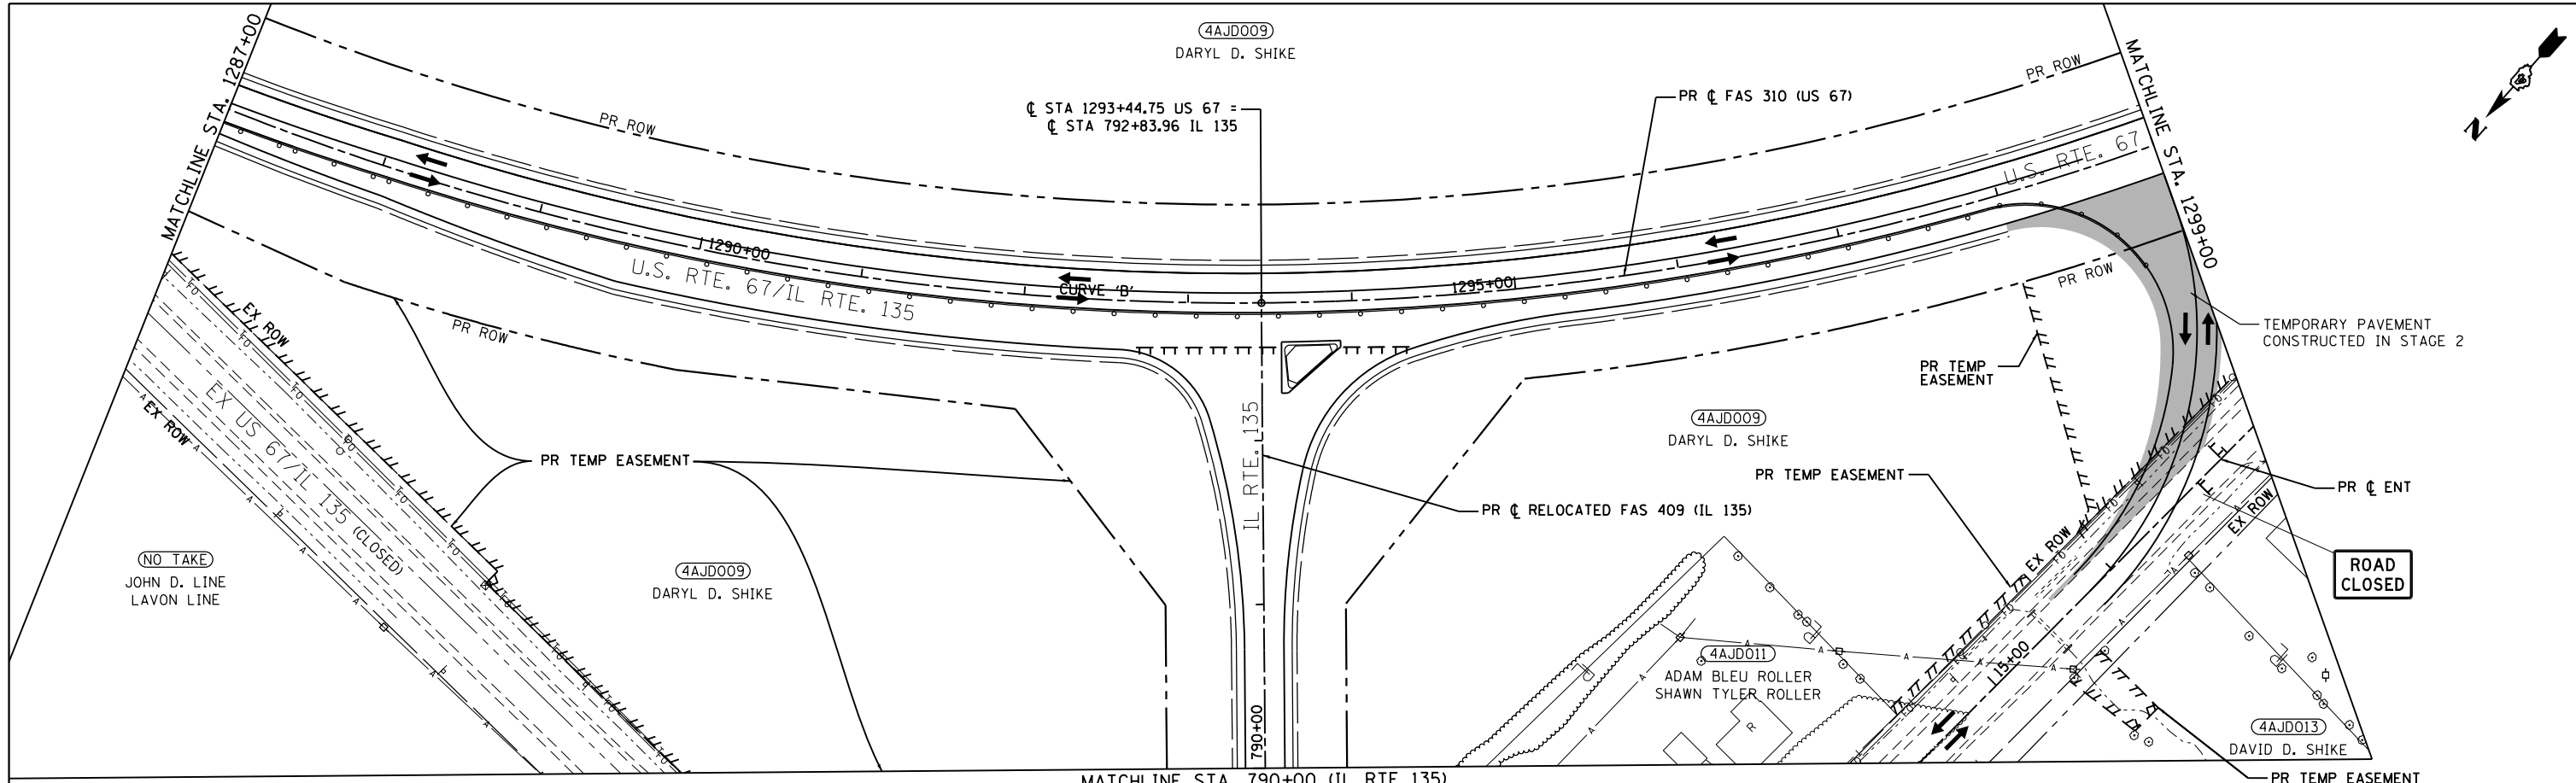 4AJD009
DARYL D. SHIKE
MATCHLINE STA. 1287+00
MATCHLINE STA. 1299+00
PR ROW
PR ROW
℄ STA 1293+44.75 US 67 =
℄ STA 792+83.96 IL 135
PR ℄ FAS 310 (US 67)
N
U.S. RTE. 67
1290+00
U.S. RTE. 67/IL RTE. 135
CURVE 'B'
1295+00
PR ROW
PR ROW
EX ROW
EX ROW
EX US 67/IL 135 (CLOSED)
TEMPORARY PAVEMENT
CONSTRUCTED IN STAGE 2
PR TEMP
EASEMENT
4AJD009
DARYL D. SHIKE
PR TEMP EASEMENT
PR TEMP EASEMENT
IL RTE. 135
PR ℄ RELOCATED FAS 409 (IL 135)
PR ℄ ENT
EX ROW
EX ROW
ROAD
CLOSED
NO TAKE
JOHN D. LINE
LAVON LINE
4AJD009
DARYL D. SHIKE
4AJD011
ADAM BLEU ROLLER
SHAWN TYLER ROLLER
R
15+00
790+00
4AJD013
DAVID D. SHIKE
PR TEMP EASEMENT
MATCHLINE STA. 790+00 (IL RTE 135)